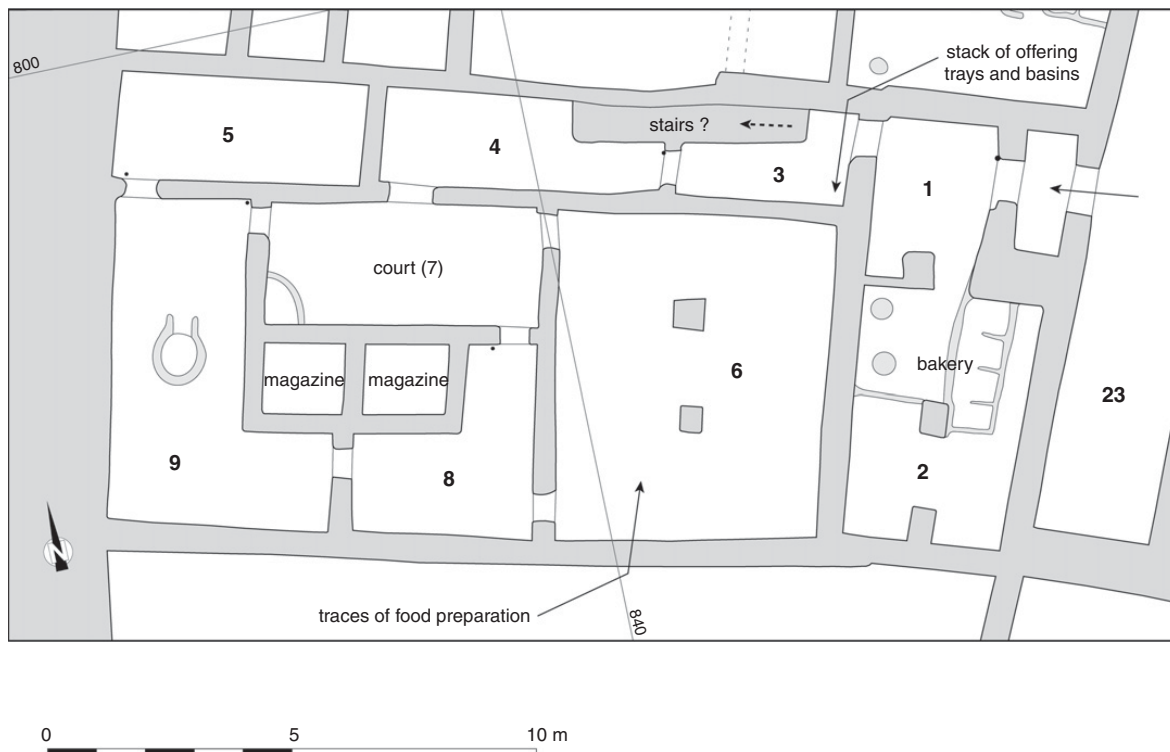 800
stack of offering
trays and basins
stairs ?
5
4
3
1
court (7)
magazine
magazine
6
bakery
23
9
8
2
N
traces of food preparation
840
0 5 10 m